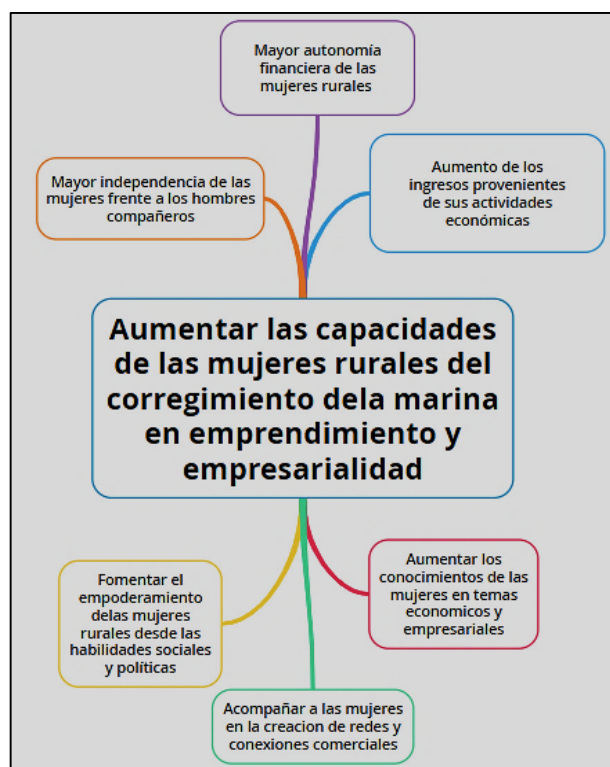 Mayor autonomía
financiera de las
mujeres rurales
Mayor independencia de las
mujeres frente a los hombres
compañeros
Aumento de los
ingresos provenientes
de sus actividades
económicas
Aumentar las capacidades
de las mujeres rurales del
corregimiento dela marina
en emprendimiento y
empresarialidad
Fomentar el
empoderamiento
delas mujeres
rurales desde las
habilidades sociales
y políticas
Aumentar los
conocimientos de las
mujeres en temas
economicos y
empresariales
Acompañar a las mujeres
en la creacion de redes y
conexiones comerciales